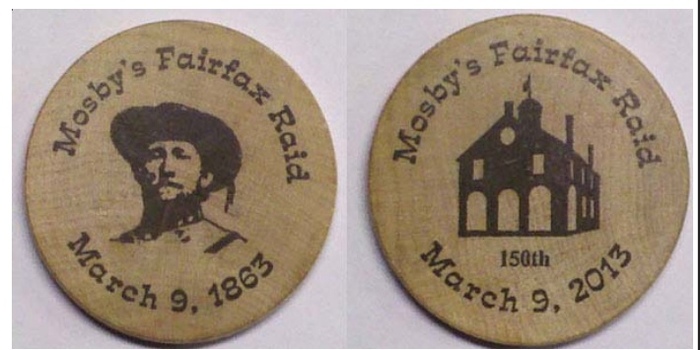 Mosby's Fairfax Raid
March 9, 1863
Mosby's Fairfax Raid
150th
March 9, 2013